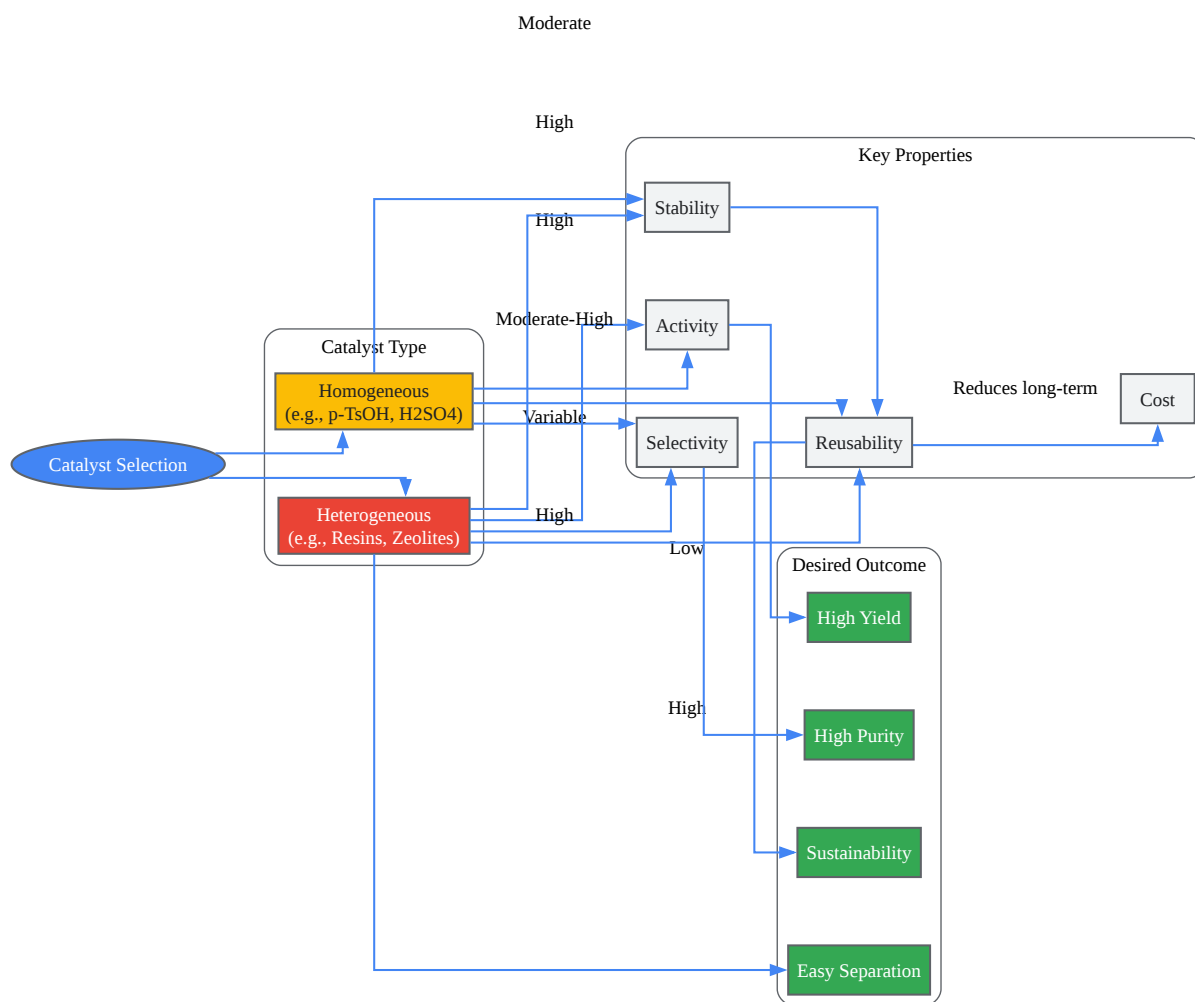 Moderate
High
Key Properties
Stability
High
Moderate-High
Activity
Catalyst Type
Homogeneous
(e.g., p-TsOH, H2SO4)
Reduces long-term
Cost
Variable
Selectivity
Reusability
Catalyst Selection
Heterogeneous
(e.g., Resins, Zeolites)
High
Low
Desired Outcome
High Yield
High
High Purity
Sustainability
Easy Separation